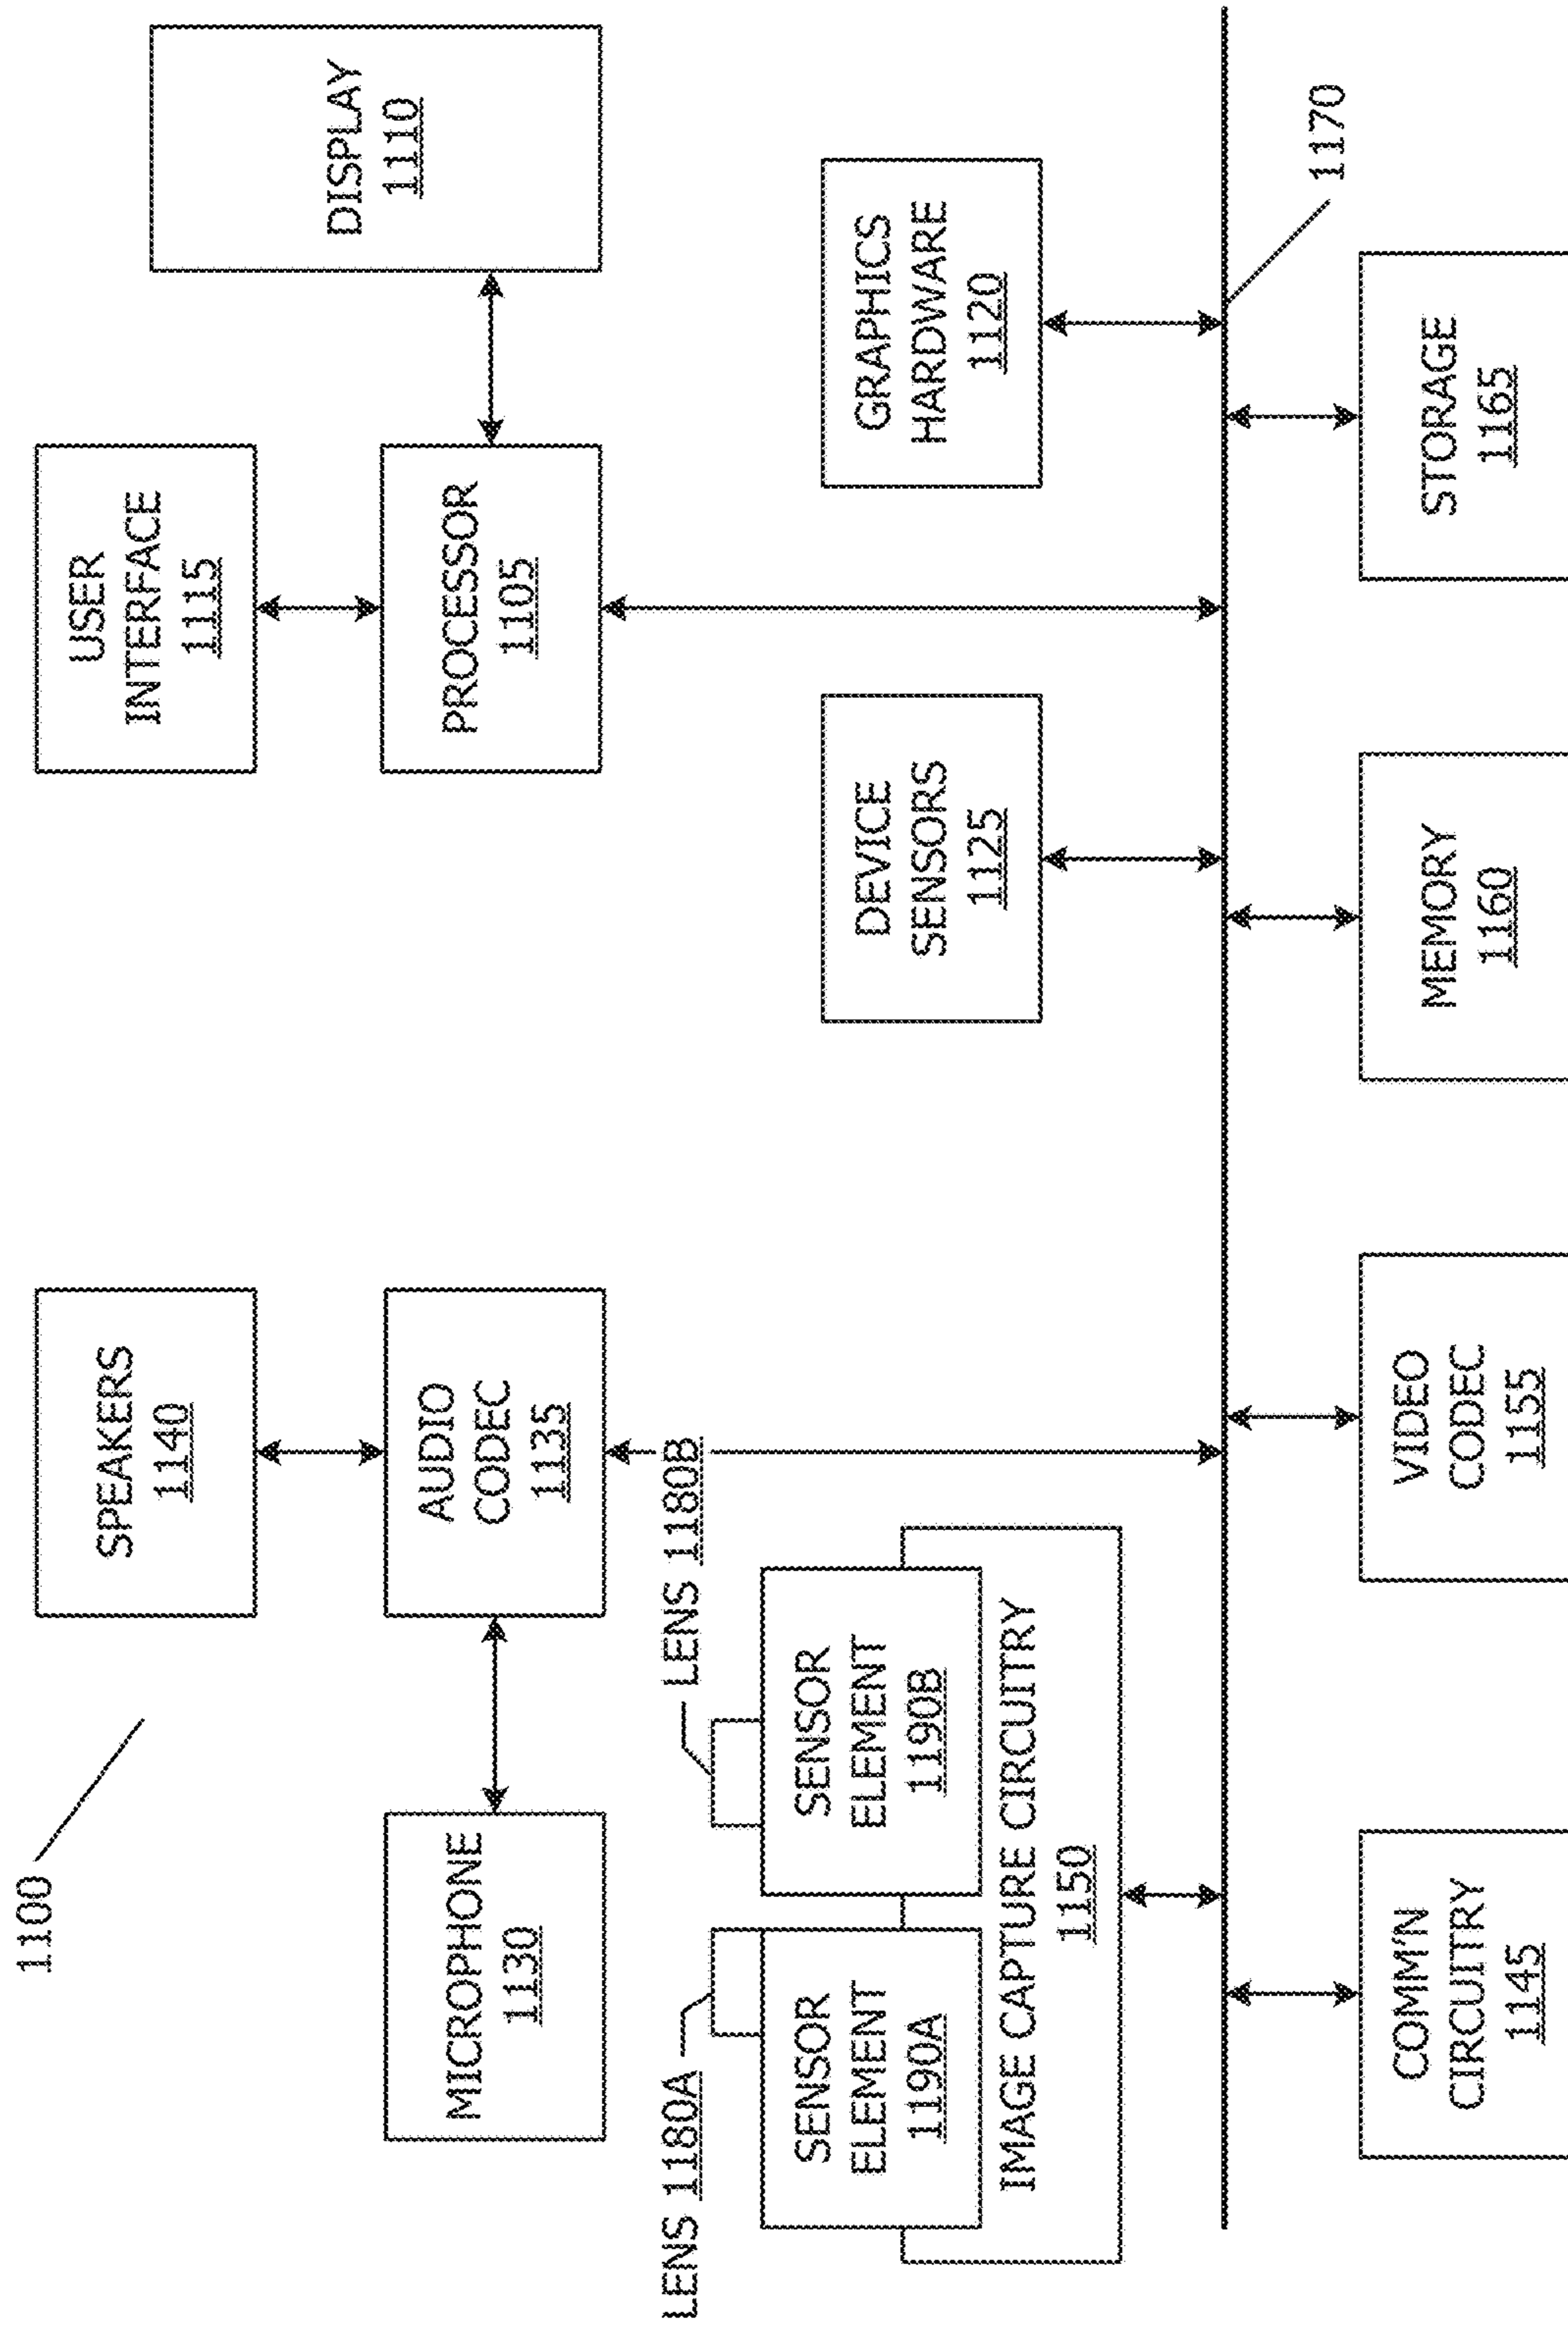 1100
SPEAKERS
1140
USER
INTERFACE
1115
DISPLAY
1110
MICROPHONE
1130
AUDIO
CODEC
1135
PROCESSOR
1105
LENS 1180A
LENS 1180B
SENSOR
ELEMENT
1190A
SENSOR
ELEMENT
1190B
IMAGE CAPTURE CIRCUITRY
1150
DEVICE
SENSORS
1125
GRAPHICS
HARDWARE
1120
1170
COMM'N
CIRCUITRY
1145
VIDEO
CODEC
1155
MEMORY
1160
STORAGE
1165